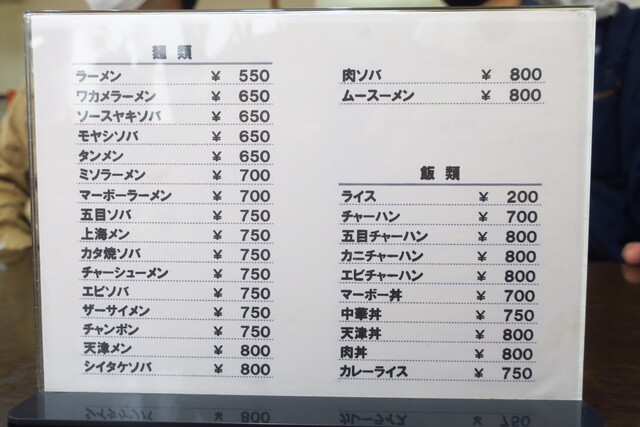 麺類
ラーメン ¥ 550
ワカメラーメン ¥ 650
ソースヤキソバ ¥ 650
モヤシソバ ¥ 650
タンメン ¥ 650
ミソラーメン ¥ 700
マーボーラーメン ¥ 700
五目ソバ ¥ 750
上海メン ¥ 750
カタ焼ソバ ¥ 750
チャーシューメン ¥ 750
エビソバ ¥ 750
ザーサイメン ¥ 750
チャンポン ¥ 750
天津メン ¥ 800
シイタケソバ ¥ 800
肉ソバ ¥ 800
ムースーメン ¥ 800
飯類
ライス ¥ 200
チャーハン ¥ 700
五目チャーハン ¥ 800
カニチャーハン ¥ 800
エビチャーハン ¥ 800
マーボー丼 ¥ 700
中華丼 ¥ 750
天津丼 ¥ 800
肉丼 ¥ 800
カレーライス ¥ 750